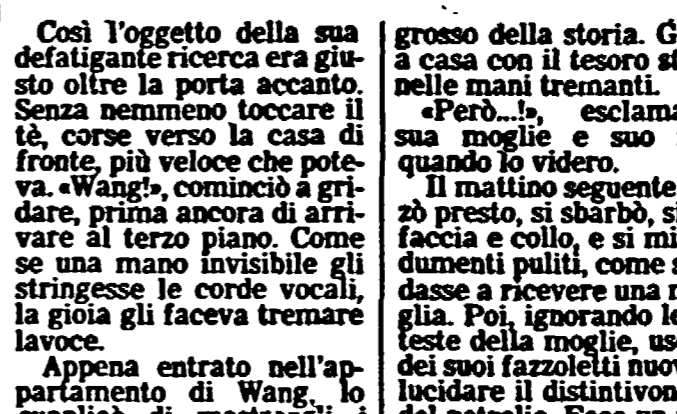 Così l'oggetto della sua
defatigante ricerca era giu-
sto oltre la porta accanto.
Senza nemmeno toccare il
tè, corse verso la casa di
fronte, più veloce che pote-
va. «Wang!», cominciò a gri-
dare, prima ancora di arri-
vare al terzo piano. Come
se una mano invisibile gli
stringesse le corde vocali,
la gioia gli faceva tremare
lavoce.
Appena entrato nell'ap-
partamento di Wang, lo
grosso della storia. G
a casa con il tesoro st
nelle mani tremanti.
«Però...!», esclama
sua moglie e suo
quando lo videro.
Il mattino seguente
zò presto, si sbarbò, si
faccia e collo, e si mi
dumenti puliti, come s
dasse a ricevere una m
glia. Poi, ignorando le
teste della moglie, us
dei suoi fazzoletti nuov
lucidare il distintivon